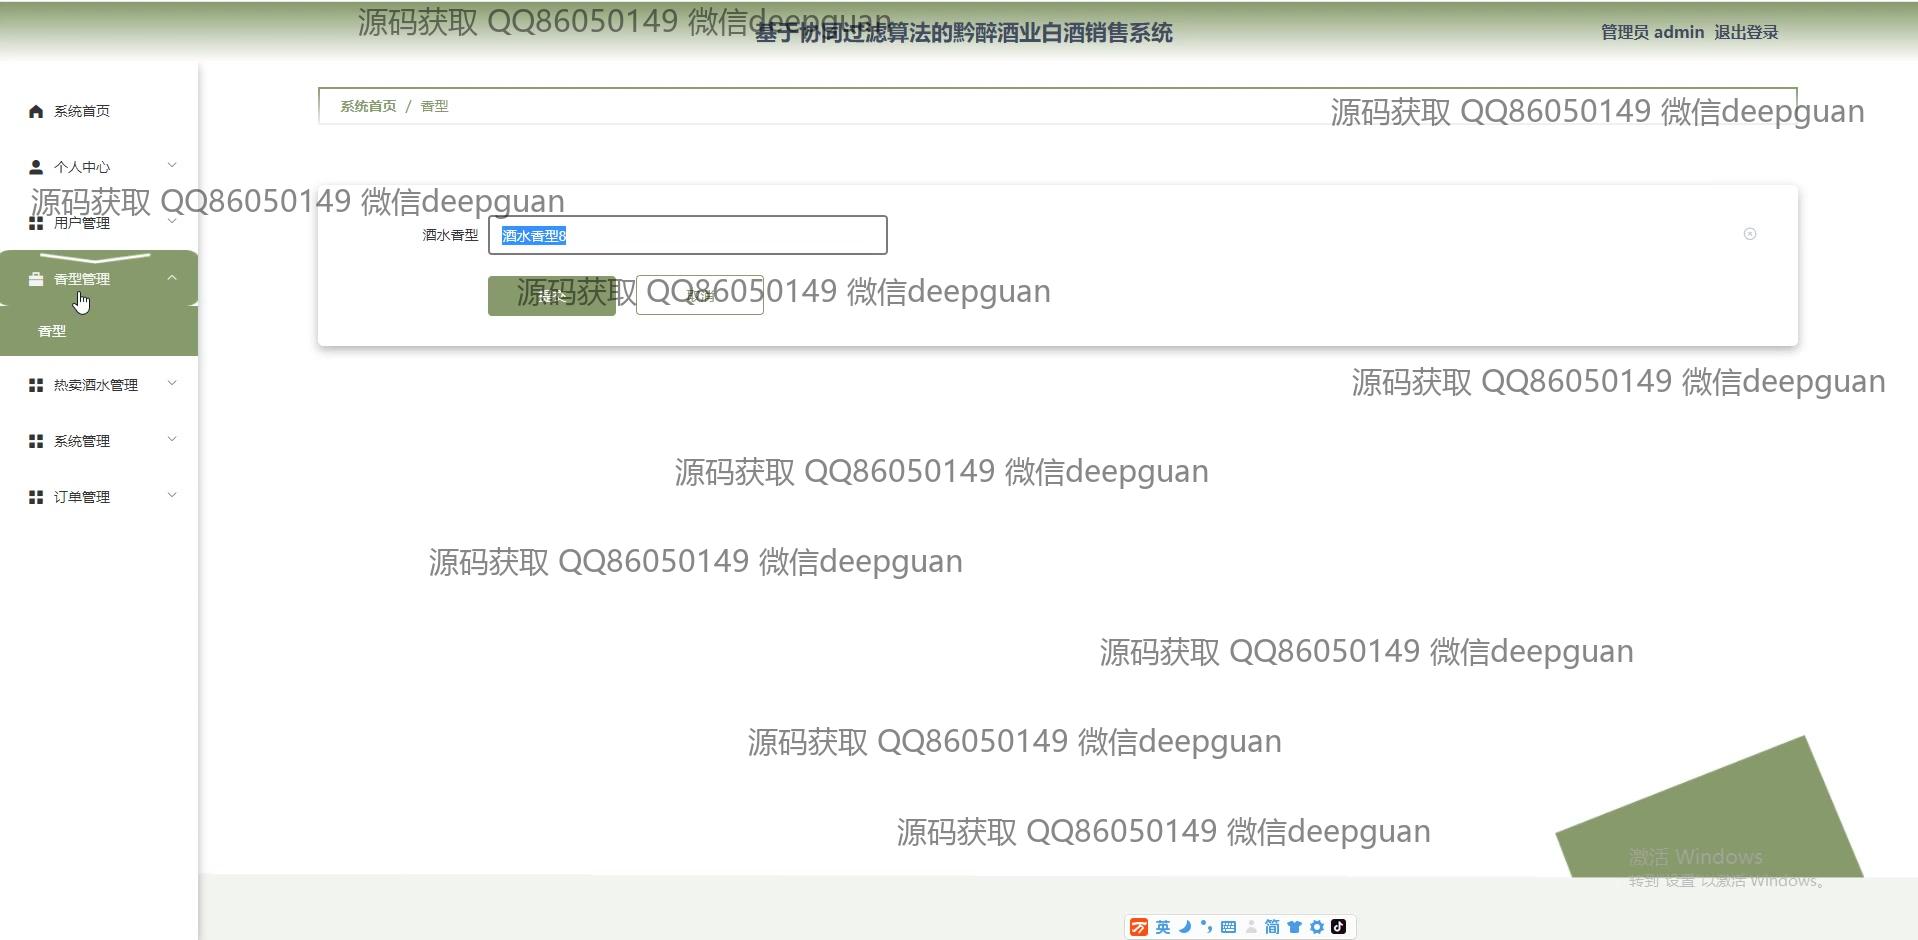 源码获取 QQ86050149 微信deepguan
基于协同过滤算法的黔醉酒业白酒销售系统
管理员 admin 退出登录
系统首页
系统首页 / 香型
源码获取 QQ86050149 微信deepguan
个人中心
源码获取 QQ86050149 微信deepguan
用户管理
酒水香型
酒水香型8
香型管理
提交
取消
源码获取 QQ86050149 微信deepguan
香型
热卖酒水管理
源码获取 QQ86050149 微信deepguan
系统管理
源码获取 QQ86050149 微信deepguan
订单管理
源码获取 QQ86050149 微信deepguan
源码获取 QQ86050149 微信deepguan
源码获取 QQ86050149 微信deepguan
源码获取 QQ86050149 微信deepguan
激活 Windows
转到"设置"以激活 Windows。
英
简